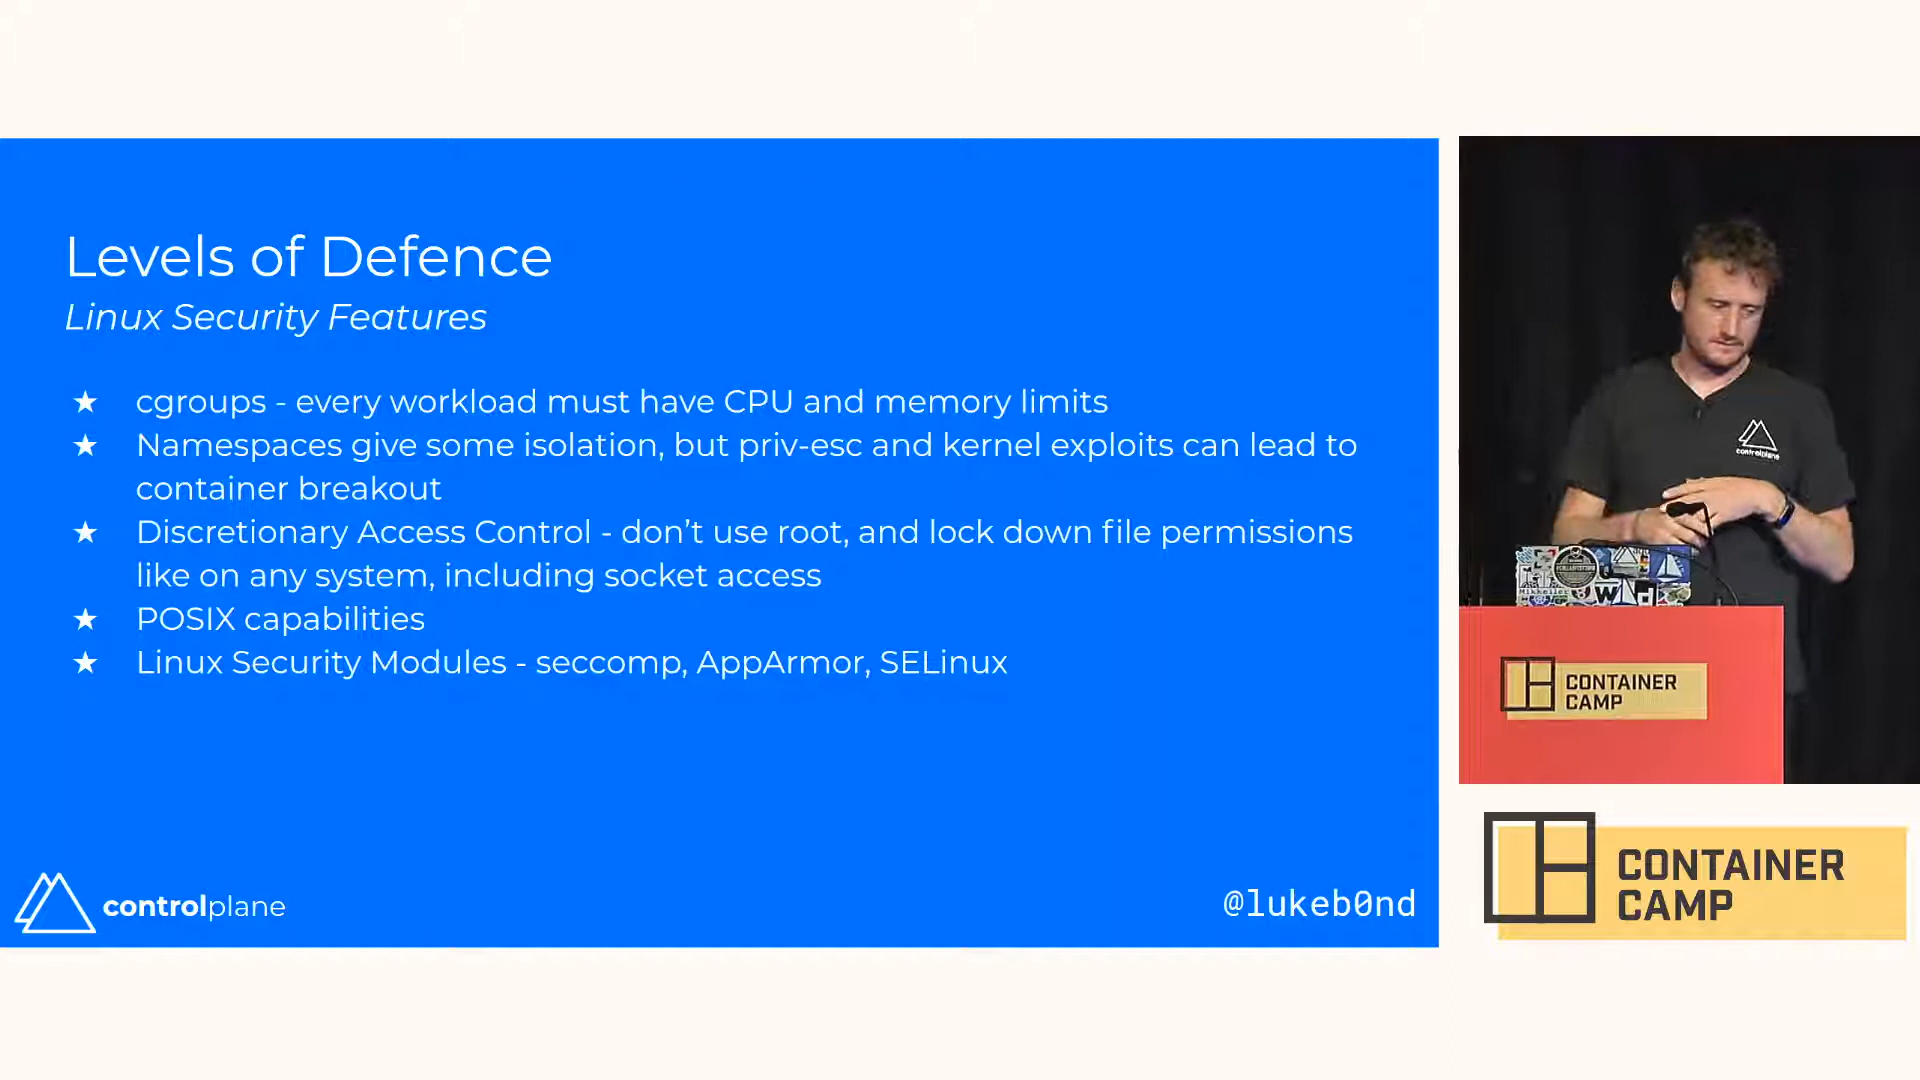 Levels of Defence
Linux Security Features
★ cgroups - every workload must have CPU and memory limits
★ Namespaces give some isolation, but priv-esc and kernel exploits can lead to
container breakout
★ Discretionary Access Control - don't use root, and lock down file permissions
like on any system, including socket access
★ POSIX capabilities
★ Linux Security Modules - seccomp, AppArmor, SELinux
controlplane
@lukeb0nd
controlplane
CONTAINER
CAMP
CONTAINER
CAMP